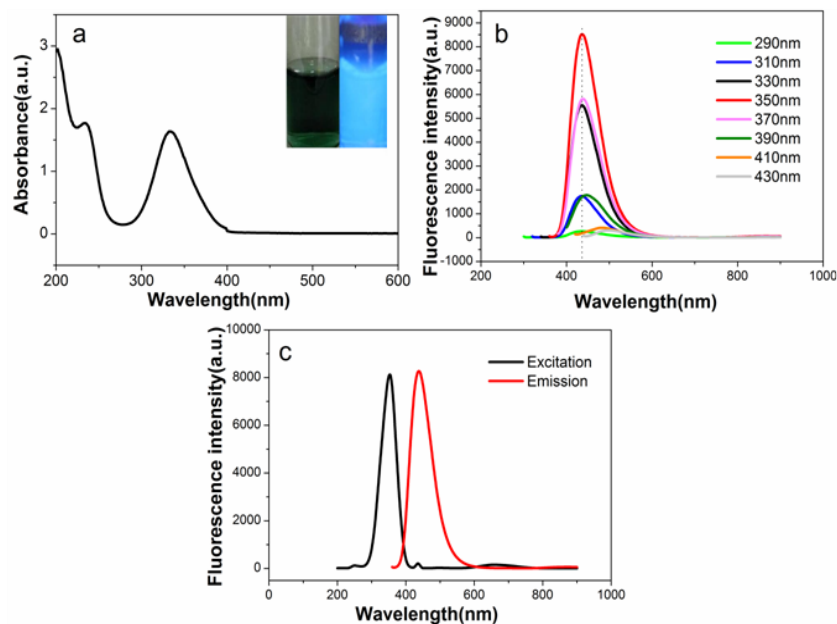 a
Absorbance(a.u.)
3
2
1
0
200
300
400
500
600
Wavelength(nm)
b
Fluorescence intensity(a.u.)
9000
8000
7000
6000
5000
4000
3000
2000
1000
0
-1000
200
400
600
800
1000
Wavelength(nm)
290nm
310nm
330nm
350nm
370nm
390nm
410nm
430nm
c
Fluorescence intensity(a.u.)
10000
8000
6000
4000
2000
0
0
200
400
600
800
1000
Wavelength(nm)
Excitation
Emission